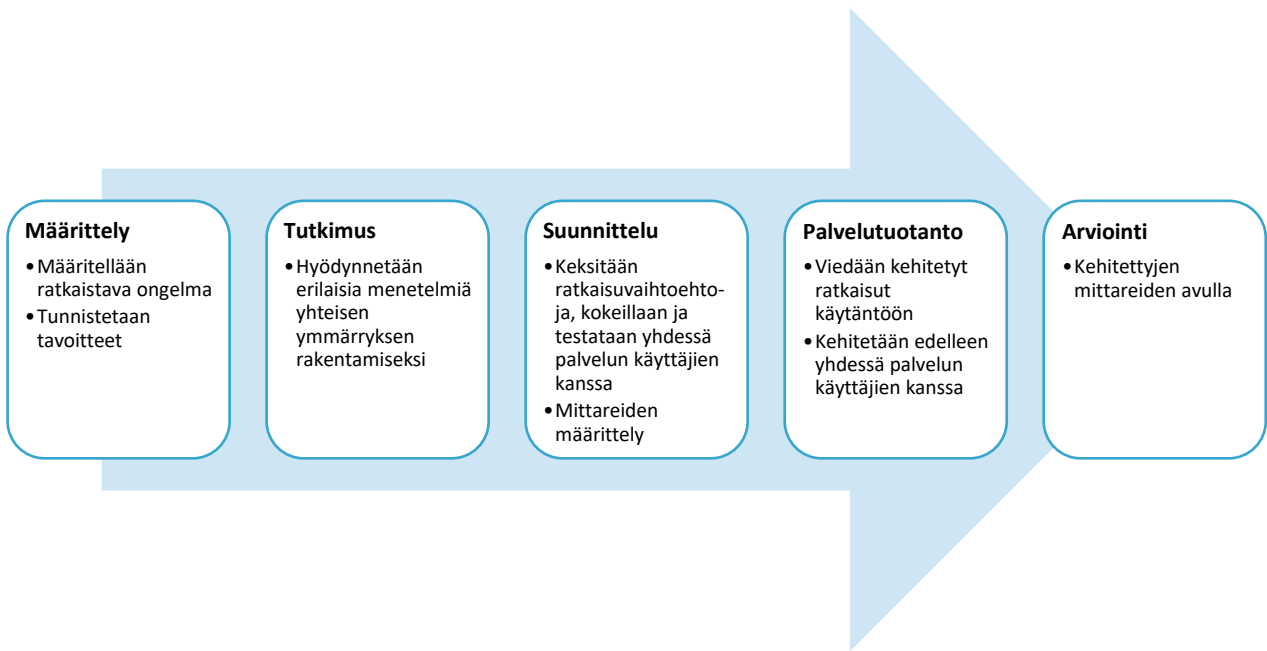 Määrittely
•Määritellään
ratkaistava ongelma
•Tunnistetaan
tavoitteet
Tutkimus
•Hyödynnetään
erilaisia menetelmiä
yhteisen
ymmärryksen
rakentamiseksi
Suunnittelu
•Keksitään
ratkaisuvaihtoehto-
ja, kokeillaan ja
testataan yhdessä
palvelun käyttäjien
kanssa
•Mittareiden
määrittely
Palvelutuotanto
•Viedään kehitetyt
ratkaisut
käytäntöön
•Kehitetään edelleen
yhdessä palvelun
käyttäjien kanssa
Arviointi
•Kehitettyjen
mittareiden avulla